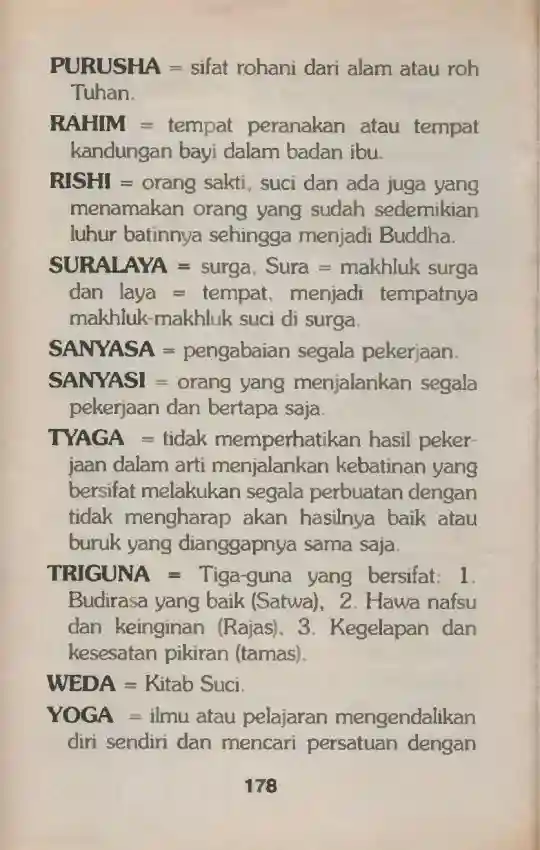 PURUSHA = sifat rohani dari alam atau roh
Tuhan.
RAHIM = tempat peranakan atau tempat
kandungan bayi dalam badan ibu.
RISHI = orang sakti, suci dan ada juga yang
menamakan orang yang sudah sedemikian
luhur batinnya sehingga menjadi Buddha.
SURALAYA = surga, Sura = makhluk surga
dan laya = tempat, menjadi tempatnya
makhluk-makhluk suci di surga.
SANYASA = pengabaian segala pekerjaan.
SANYASI = orang yang menjalankan segala
pekerjaan dan bertapa saja.
TYAGA = tidak memperhatikan hasil peker-
jaan dalam arti menjalankan kebatinan yang
bersifat melakukan segala perbuatan dengan
tidak mengharap akan hasilnya baik atau
buruk yang dianggapnya sama saja.
TRIGUNA = Tiga-guna yang bersifat: 1.
Budirasa yang baik (Satwa), 2. Hawa nafsu
dan keinginan (Rajas), 3. Kegelapan dan
kesesatan pikiran (tamas).
WEDA = Kitab Suci.
YOGA = ilmu atau pelajaran mengendalikan
diri sendiri dan mencari persatuan dengan
178